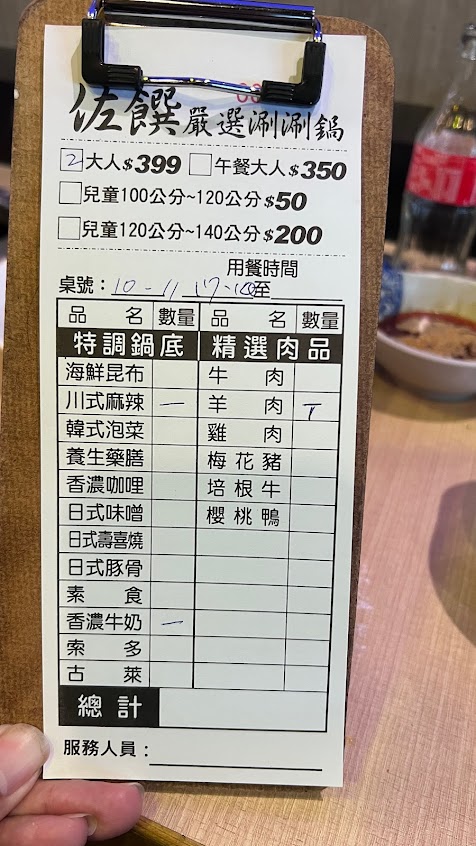 佐饌 嚴選涮涮鍋
2 大人$399 午餐大人$350
兒童100公分~120公分$50
兒童120公分~140公分$200
用餐時間
桌號：10-11 至
品名 數量 品名 數量
特調鍋底 精選肉品
海鮮昆布 牛肉
川式麻辣 一 羊肉 T
韓式泡菜 雞肉
養生藥膳 梅花豬
香濃咖哩 培根牛
日式味噌 櫻桃鴨
日式壽喜燒
日式豚骨
素食
香濃牛奶 一
索多
古萊
總計
服務人員：